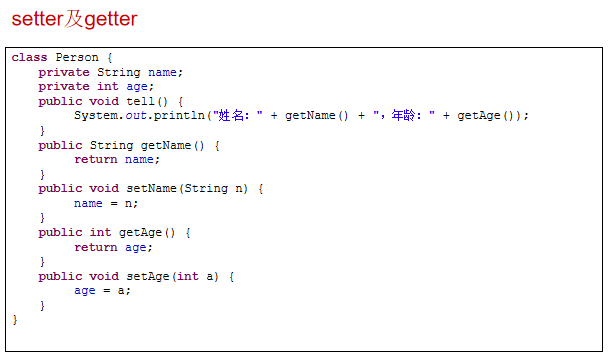 setter及getter
class Person {
    private String name;
    private int age;
    public void tell() {
        System.out.println("姓名：" + getName() + "，年龄：" + getAge());
    }
    public String getName() {
        return name;
    }
    public void setName(String n) {
        name = n;
    }
    public int getAge() {
        return age;
    }
    public void setAge(int a) {
        age = a;
    }
}